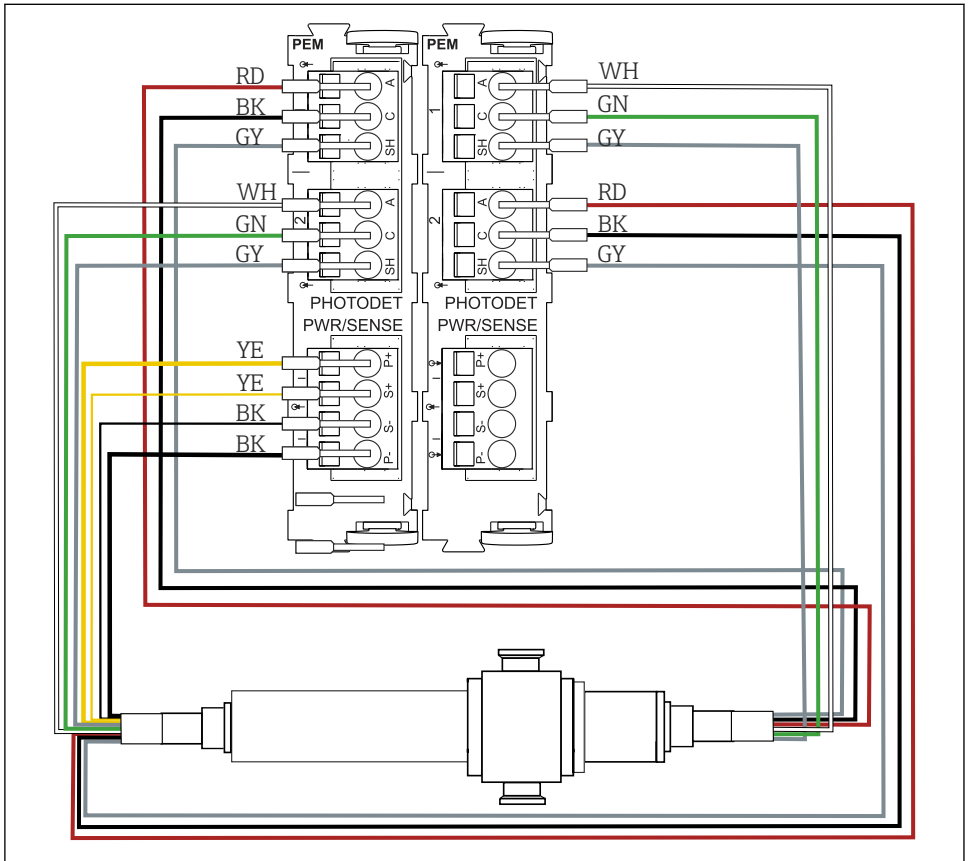 PEM PEM
RD A A WH
BK C 1 C GN
GY SH SH GY
WH A A RD
GN 2 C 2 C BK
GY SH SH GY
PHOTODET PHOTODET
PWR/SENSE PWR/SENSE
YE P+ P+
YE S+ S+
BK S- S-
BK P- P-